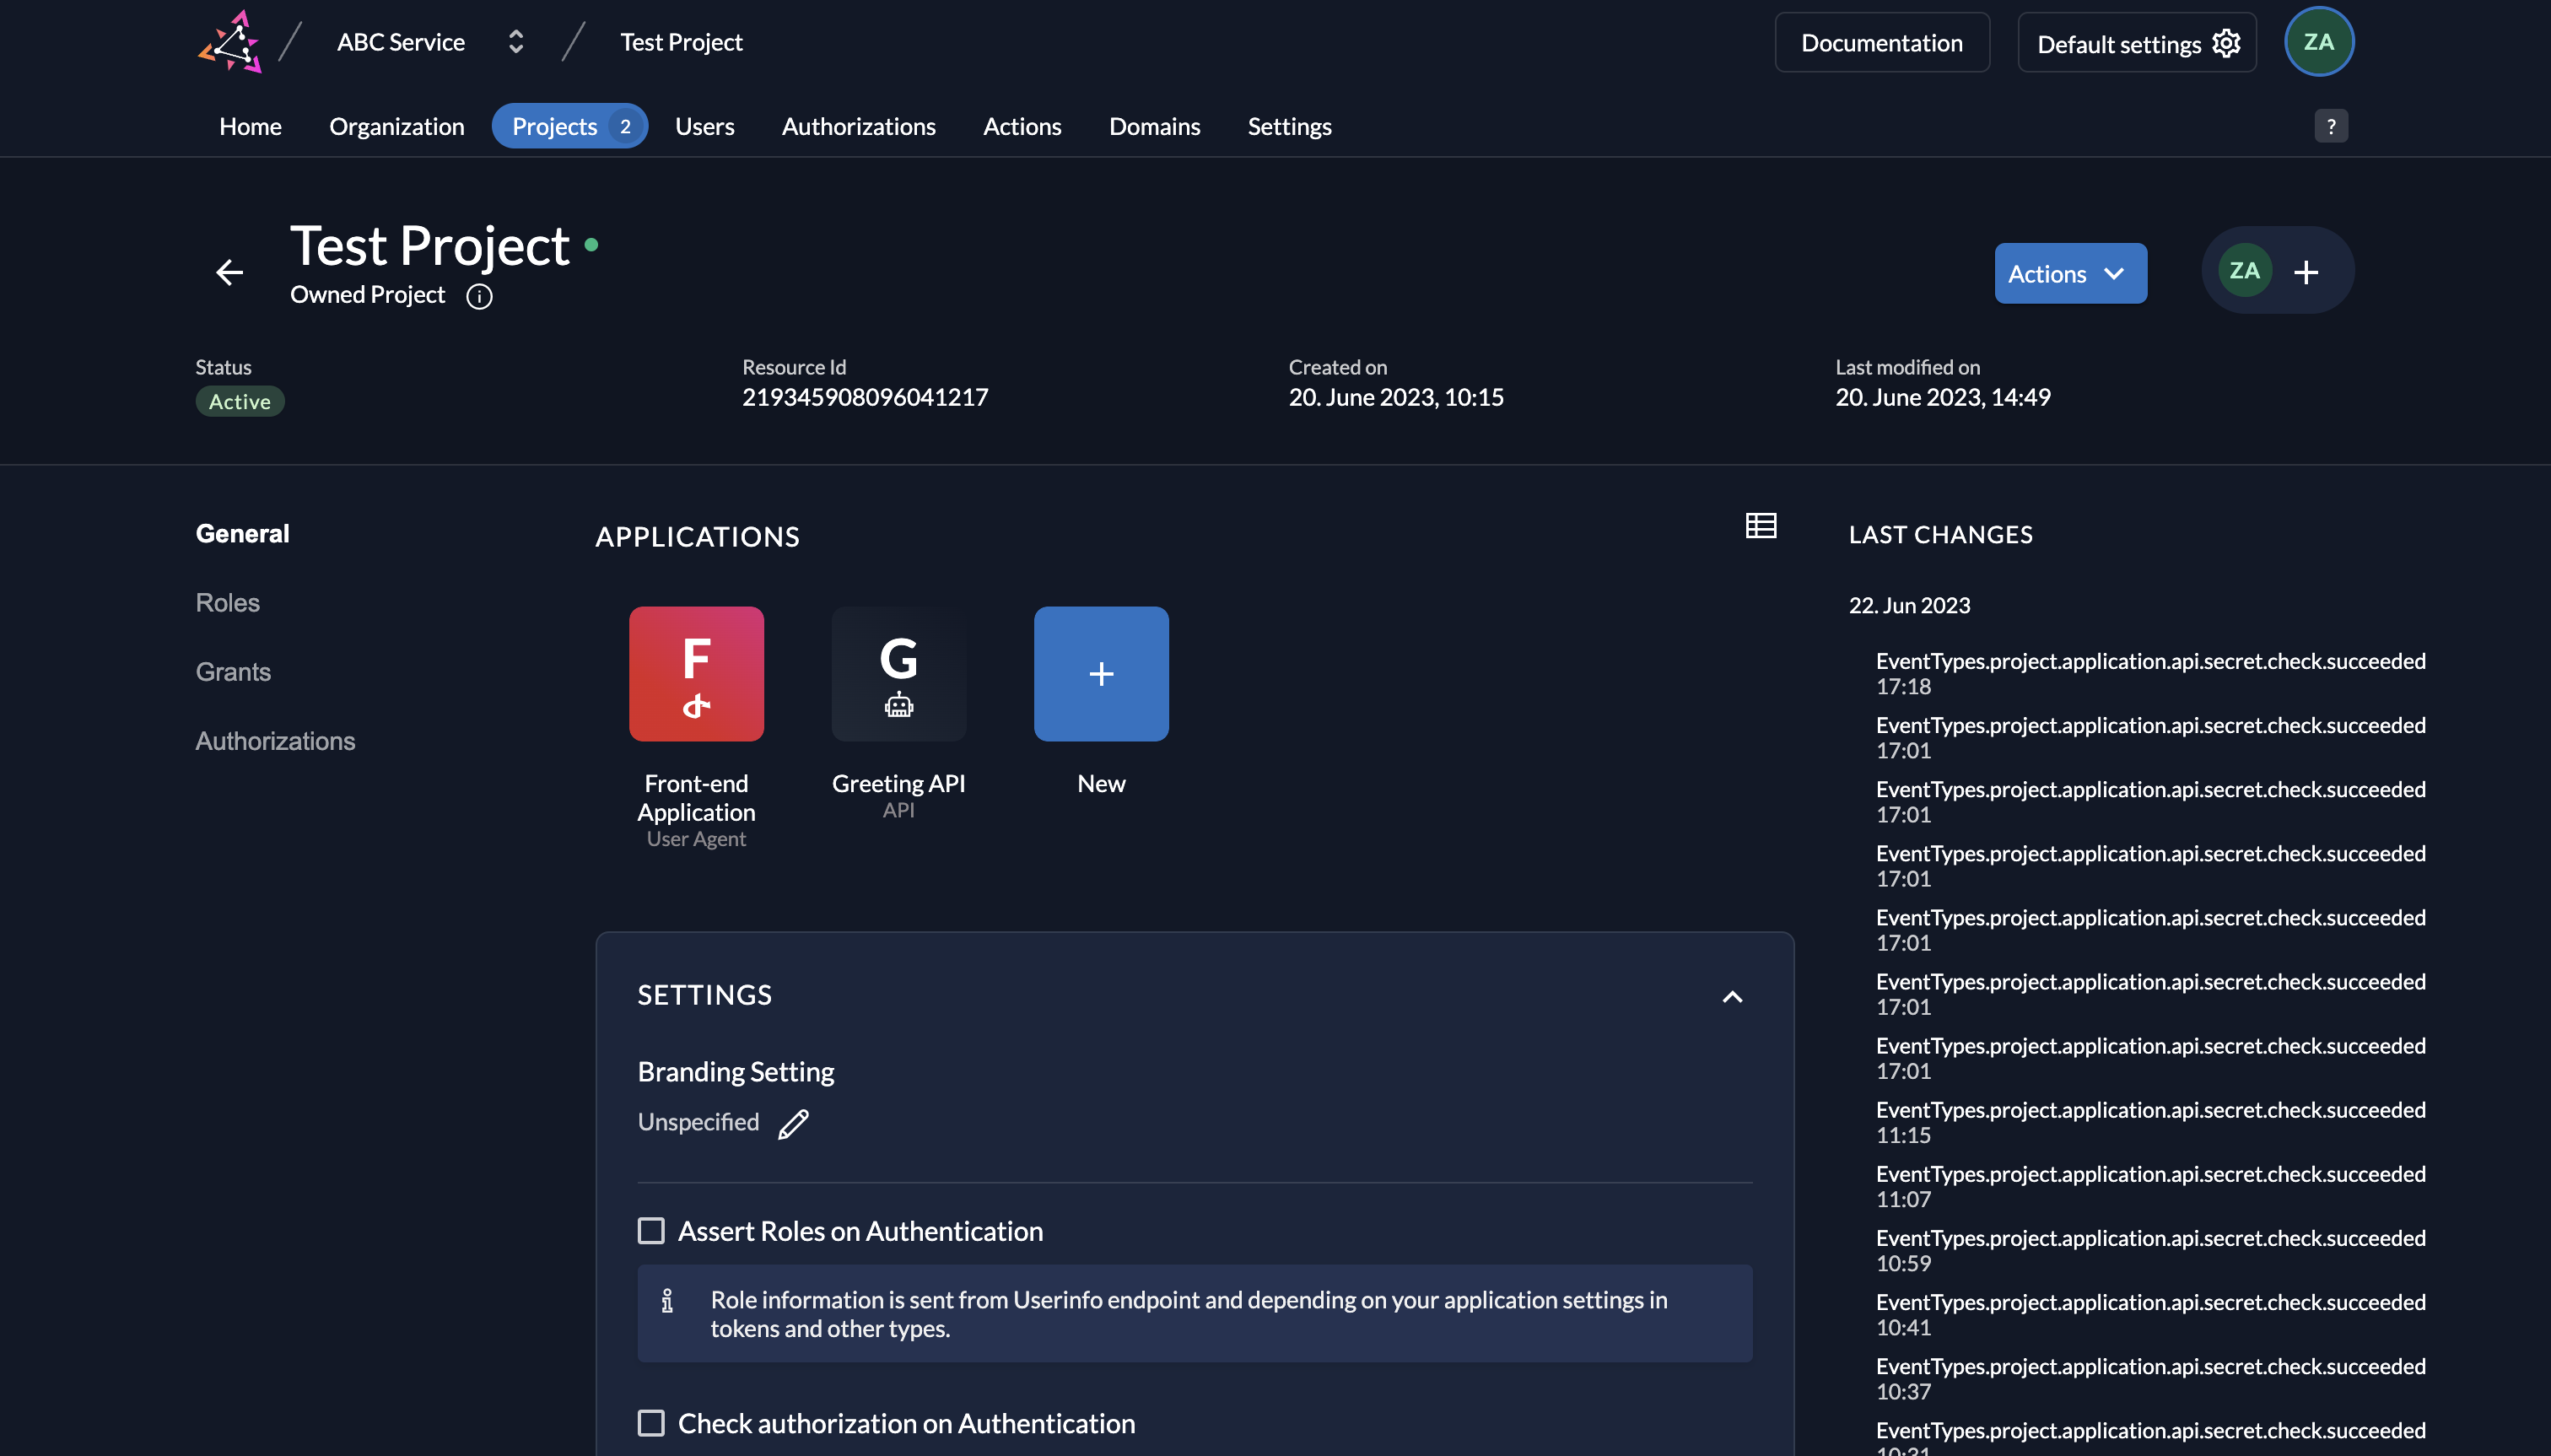 ABC Service
Test Project
Documentation
Default settings
ZA
Home
Organization
Projects 2
Users
Authorizations
Actions
Domains
Settings
?
Test Project
Owned Project
Actions
ZA
Status
Active
Resource Id
219345908096041217
Created on
20. June 2023, 10:15
Last modified on
20. June 2023, 14:49
General
Roles
Grants
Authorizations
APPLICATIONS
F
Front-end
Application
User Agent
G
Greeting API
API
New
SETTINGS
Branding Setting
Unspecified
Assert Roles on Authentication
Role information is sent from Userinfo endpoint and depending on your application settings in
tokens and other types.
Check authorization on Authentication
LAST CHANGES
22. Jun 2023
EventTypes.project.application.api.secret.check.succeeded
17:18
EventTypes.project.application.api.secret.check.succeeded
17:01
EventTypes.project.application.api.secret.check.succeeded
17:01
EventTypes.project.application.api.secret.check.succeeded
17:01
EventTypes.project.application.api.secret.check.succeeded
17:01
EventTypes.project.application.api.secret.check.succeeded
17:01
EventTypes.project.application.api.secret.check.succeeded
17:01
EventTypes.project.application.api.secret.check.succeeded
11:15
EventTypes.project.application.api.secret.check.succeeded
11:07
EventTypes.project.application.api.secret.check.succeeded
10:59
EventTypes.project.application.api.secret.check.succeeded
10:41
EventTypes.project.application.api.secret.check.succeeded
10:37
EventTypes.project.application.api.secret.check.succeeded